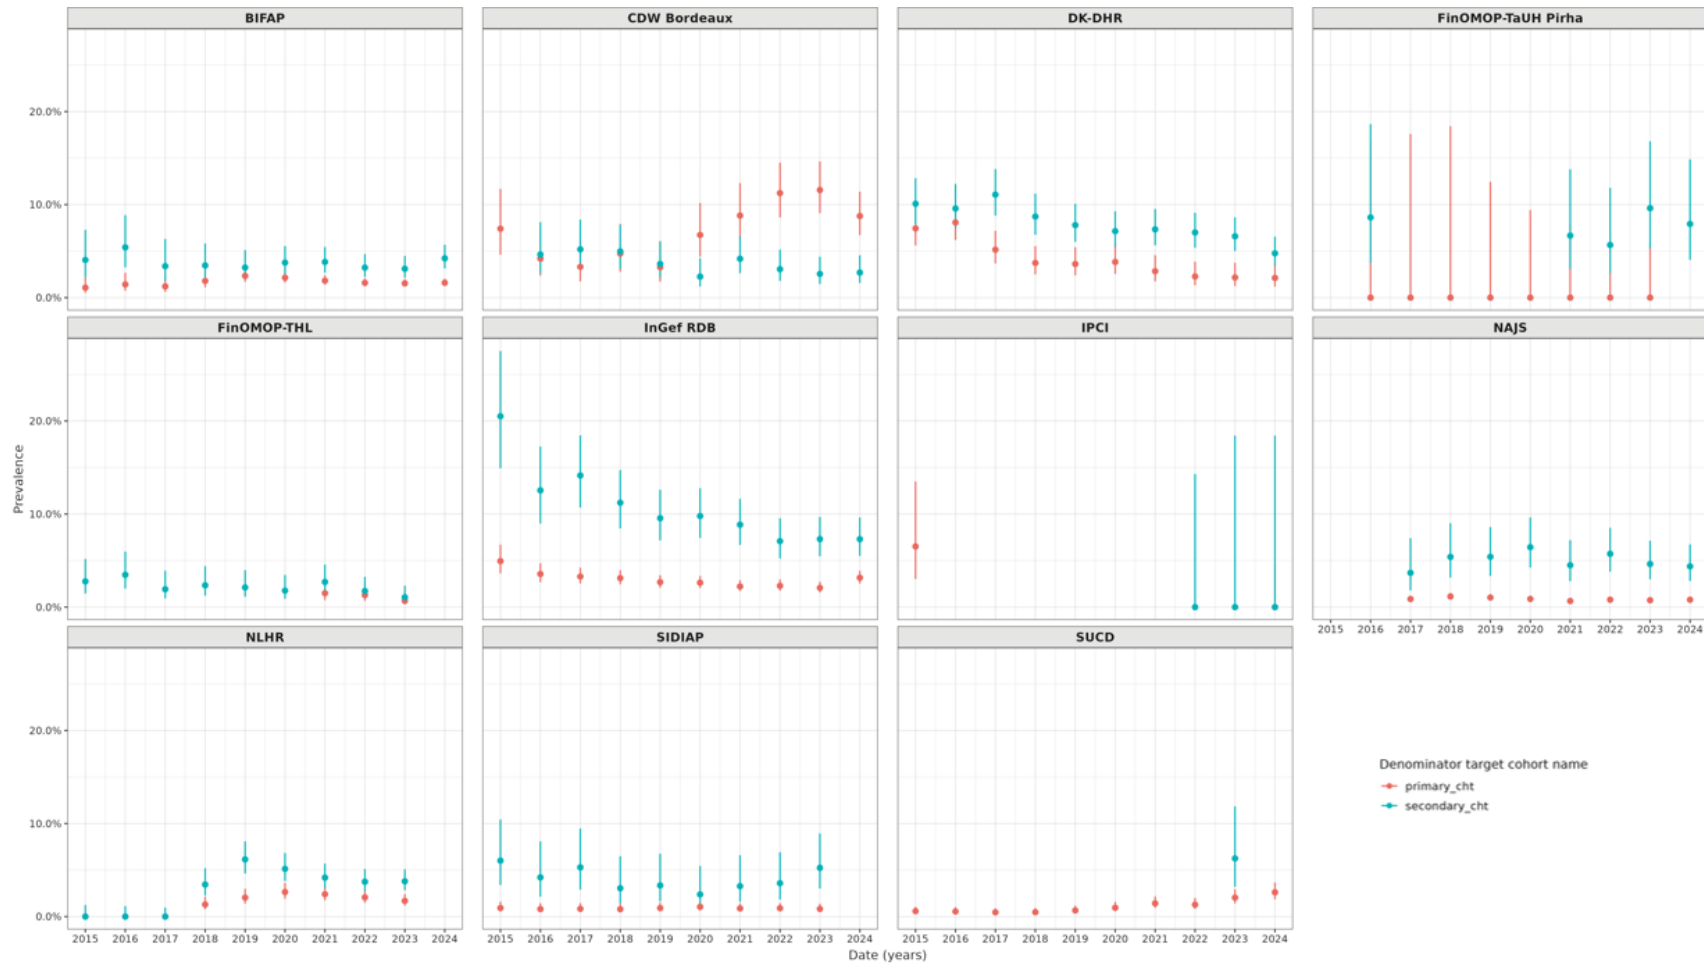 BIFAP CDW Bordeaux DK-DHR FinOMOP-TaUH Pirha
20.0%
10.0%
0.0%
FinOMOP-THL InGef RDB IPCI NAJS
20.0%
10.0%
0.0%
2015 2016 2017 2018 2019 2020 2021 2022 2023 2024
NLHR SIDIAP SUCD
20.0%
10.0%
0.0%
2015 2016 2017 2018 2019 2020 2021 2022 2023 2024 2015 2016 2017 2018 2019 2020 2021 2022 2023 2024 2015 2016 2017 2018 2019 2020 2021 2022 2023 2024
Prevalence
Date (years)
Denominator target cohort name
primary_cht
secondary_cht